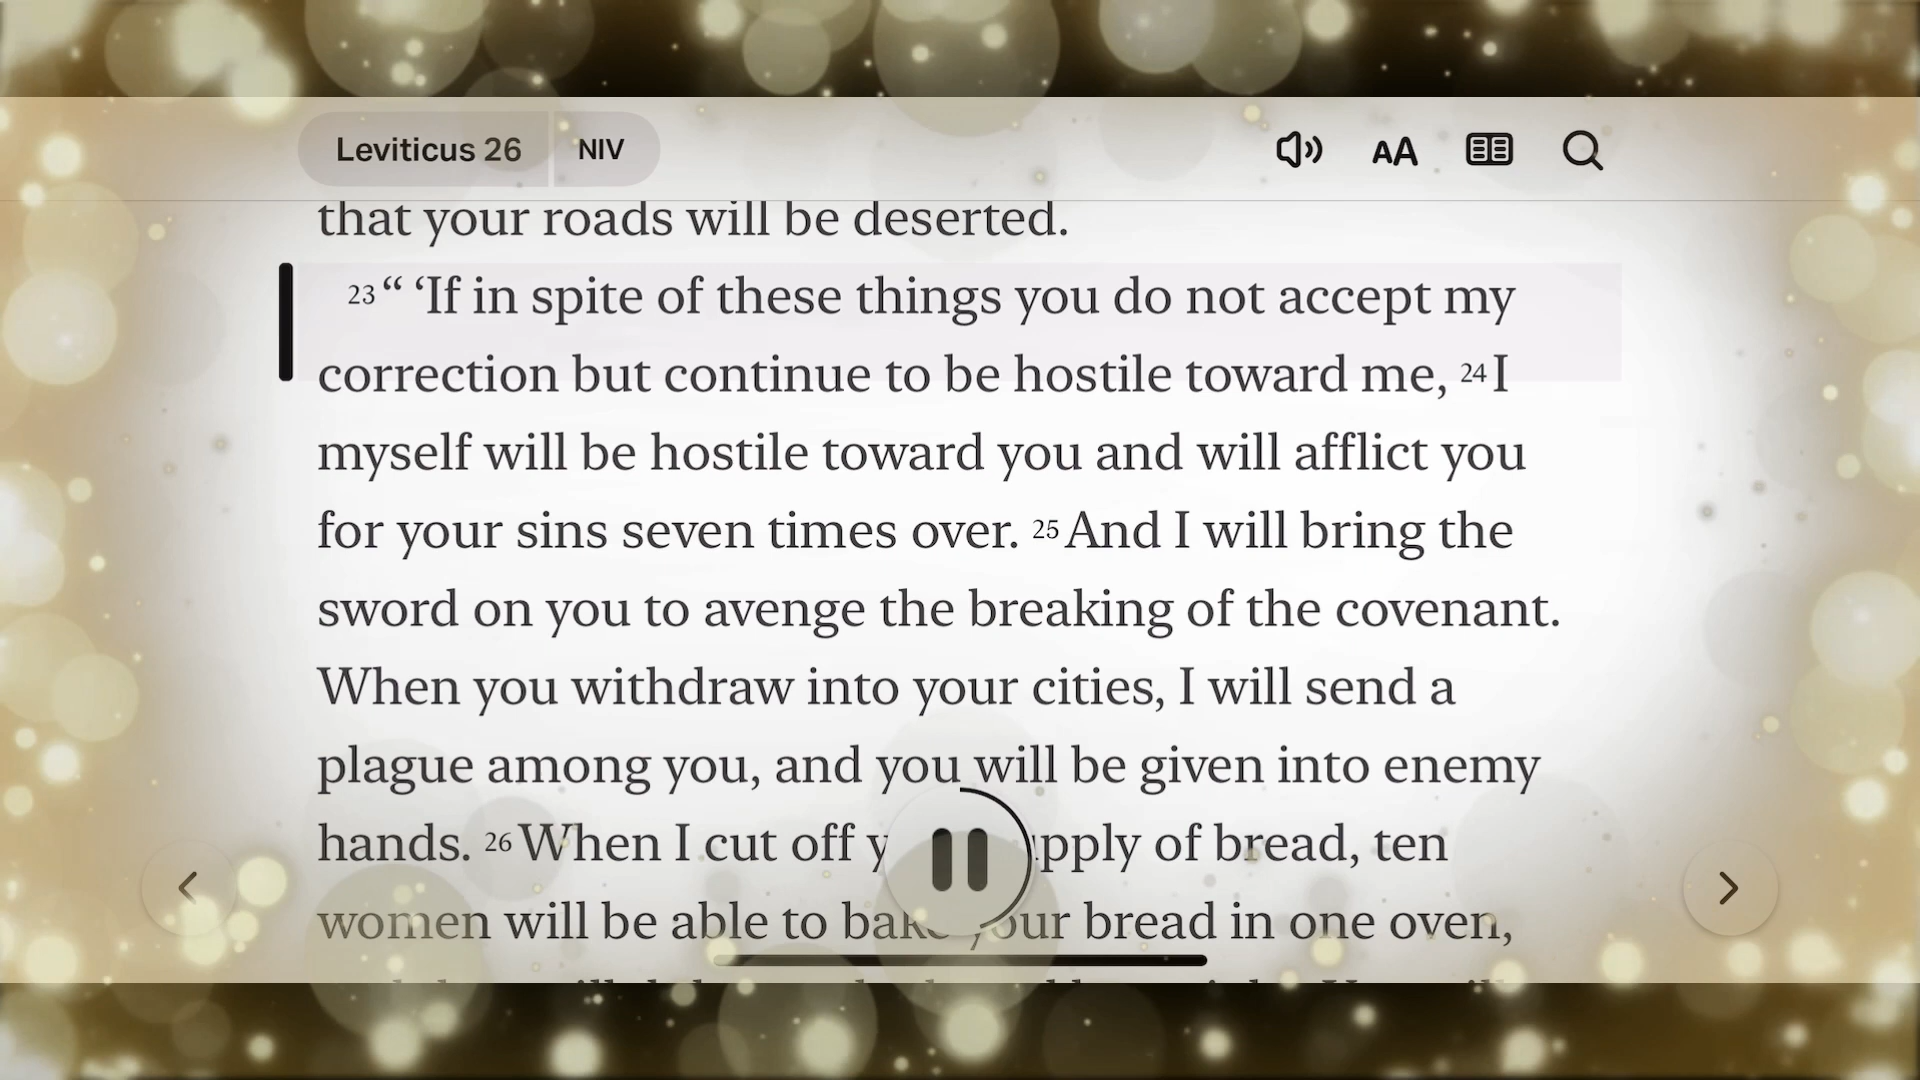 Leviticus 26 NIV
AA
that your roads will be deserted.
23 “ ‘If in spite of these things you do not accept my
correction but continue to be hostile toward me, 24 I
myself will be hostile toward you and will afflict you
for your sins seven times over. 25 And I will bring the
sword on you to avenge the breaking of the covenant.
When you withdraw into your cities, I will send a
plague among you, and you will be given into enemy
hands. 26 When I cut off of bread, ten
women will be able to bake your bread in one oven,